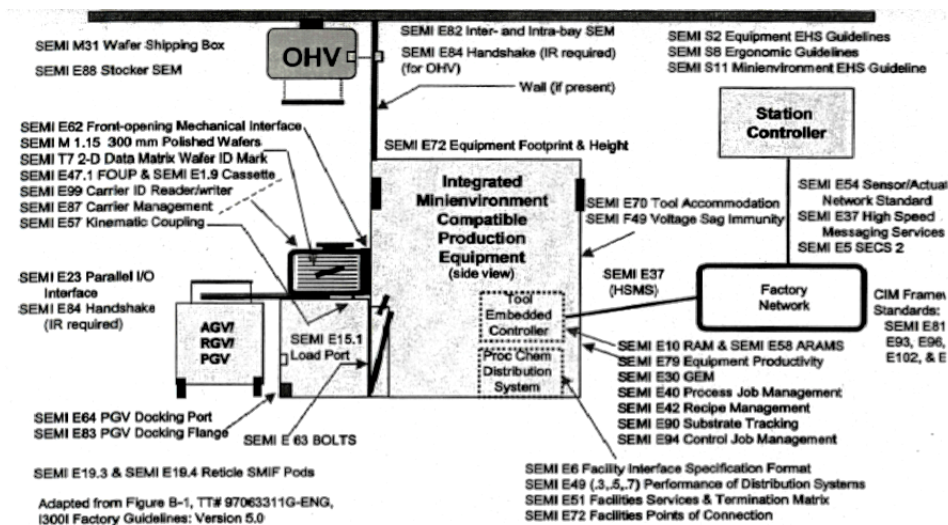 SEMI M31 Wafer Shipping Box
SEMI E88 Stocker SEM
OHV
SEMI E82 Inter- and Intra-bay SEM
SEMI E84 Handshake (IR required)
(for OHV)
Wall (if present)
SEMI S2 Equipment EHS Guidelines
SEMI S8 Ergonomic Guidelines
SEMI S11 Minienvironment EHS Guideline
Station
Controller
SEMI E62 Front-opening Mechanical Interface
SEMI M 1.15 300 mm Polished Wafers
SEMI T7 2-D Data Matrix Wafer ID Mark
SEMI E47.1 FOUP & SEMI E1.9 Cassette
SEMI E99 Carrier ID Reader/writer
SEMI E87 Carrier Management
SEMI E57 Kinematic Coupling
SEMI E72 Equipment Footprint & Height
Integrated
Minienvironment
Compatible
Production
Equipment
(side view)
SEMI E70 Tool Accommodation
SEMI F49 Voltage Sag Immunity
SEMI E54 Sensor/Actual
Network Standard
SEMI E37 High Speed
Messaging Services
SEMI E5 SECS 2
SEMI E23 Parallel I/O
Interface
SEMI E84 Handshake
(IR required)
AGV/
RGV/
PGV
SEMI E15.1
Load Port
SEMI E37
(HSMS)
Tool
Embedded
Controller
Proc Chem
Distribution
System
Factory
Network
CIM Framen
Standards:
SEMI E81
E93, E96,
E102, & E
SEMI E10 RAM & SEMI E58 ARAMS
SEMI E79 Equipment Productivity
SEMI E30 GEM
SEMI E40 Process Job Management
SEMI E42 Recipe Management
SEMI E90 Substrate Tracking
SEMI E94 Control Job Management
SEMI E64 PGV Docking Port
SEMI E83 PGV Docking Flange
SEMI E 63 BOLTS
SEMI E19.3 & SEMI E19.4 Reticle SMIF Pods
SEMI E6 Facility Interface Specification Format
SEMI E49 (.3,.5,.7) Performance of Distribution Systems
SEMI E51 Facilities Services & Termination Matrix
SEMI E72 Facilities Points of Connection
Adapted from Figure B-1, TT# 97063311G-ENG,
I300I Factory Guidelines: Version 5.0